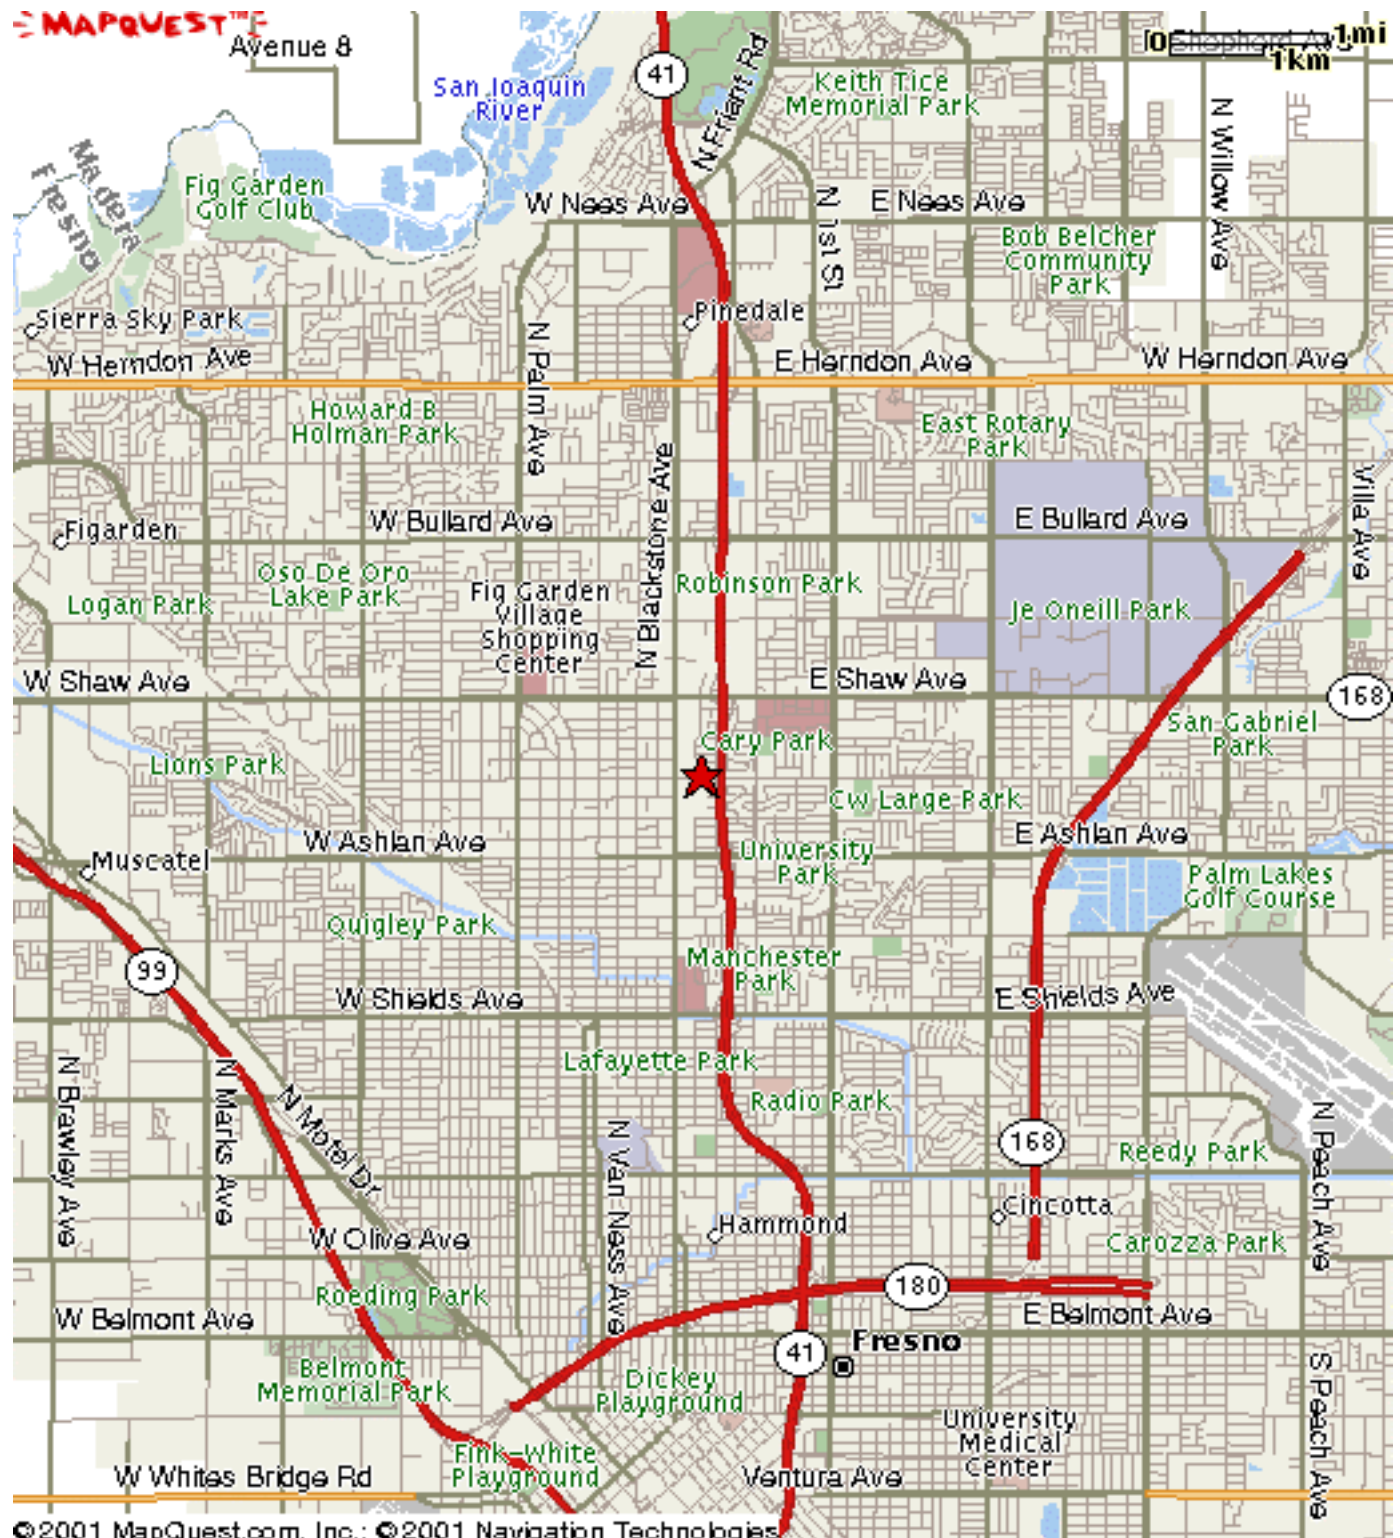 MAPQUEST™
Avenue 8
0
1mi
1km
41
San Joaquin
River
N Friant Rd
Keith Tice
Memorial Park
N Willow Ave
Madera
Fresno
Fig Garden
Golf Club
W Nees Ave
N 1st St
E Nees Ave
Bob Belcher
Community
Park
Sierra Sky Park
Pinedale
W Herndon Ave
N Palm Ave
E Herndon Ave
W Herndon Ave
Howard B
Holman Park
East Rotary
Park
N Blackstone Ave
Villa Ave
Figarden
W Bullard Ave
E Bullard Ave
Oso De Oro
Lake Park
Logan Park
Fig Garden
Village
Shopping
Center
Robinson Park
Je Oneill Park
W Shaw Ave
E Shaw Ave
168
San Gabriel
Park
Cary Park
Lions Park
Cw Large Park
W Ashlan Ave
E Ashlan Ave
Muscatel
University
Park
Palm Lakes
Golf Course
Quigley Park
Manchester
Park
99
W Shields Ave
E Shields Ave
Lafayette Park
Radio Park
N Brawley Ave
N Marks Ave
N Motel Dr
N Van Ness Ave
168
Reedy Park
N Peach Ave
Cincotta
Hammond
W Olive Ave
Carozza Park
180
Roeding Park
W Belmont Ave
E Belmont Ave
41
Fresno
Belmont
Memorial Park
Dickey
Playground
S Peach Ave
University
Medical
Center
Fink-White
Playground
W Whites Bridge Rd
Ventura Ave
©2001 MapQuest.com, Inc.; ©2001 Navigation Technologies